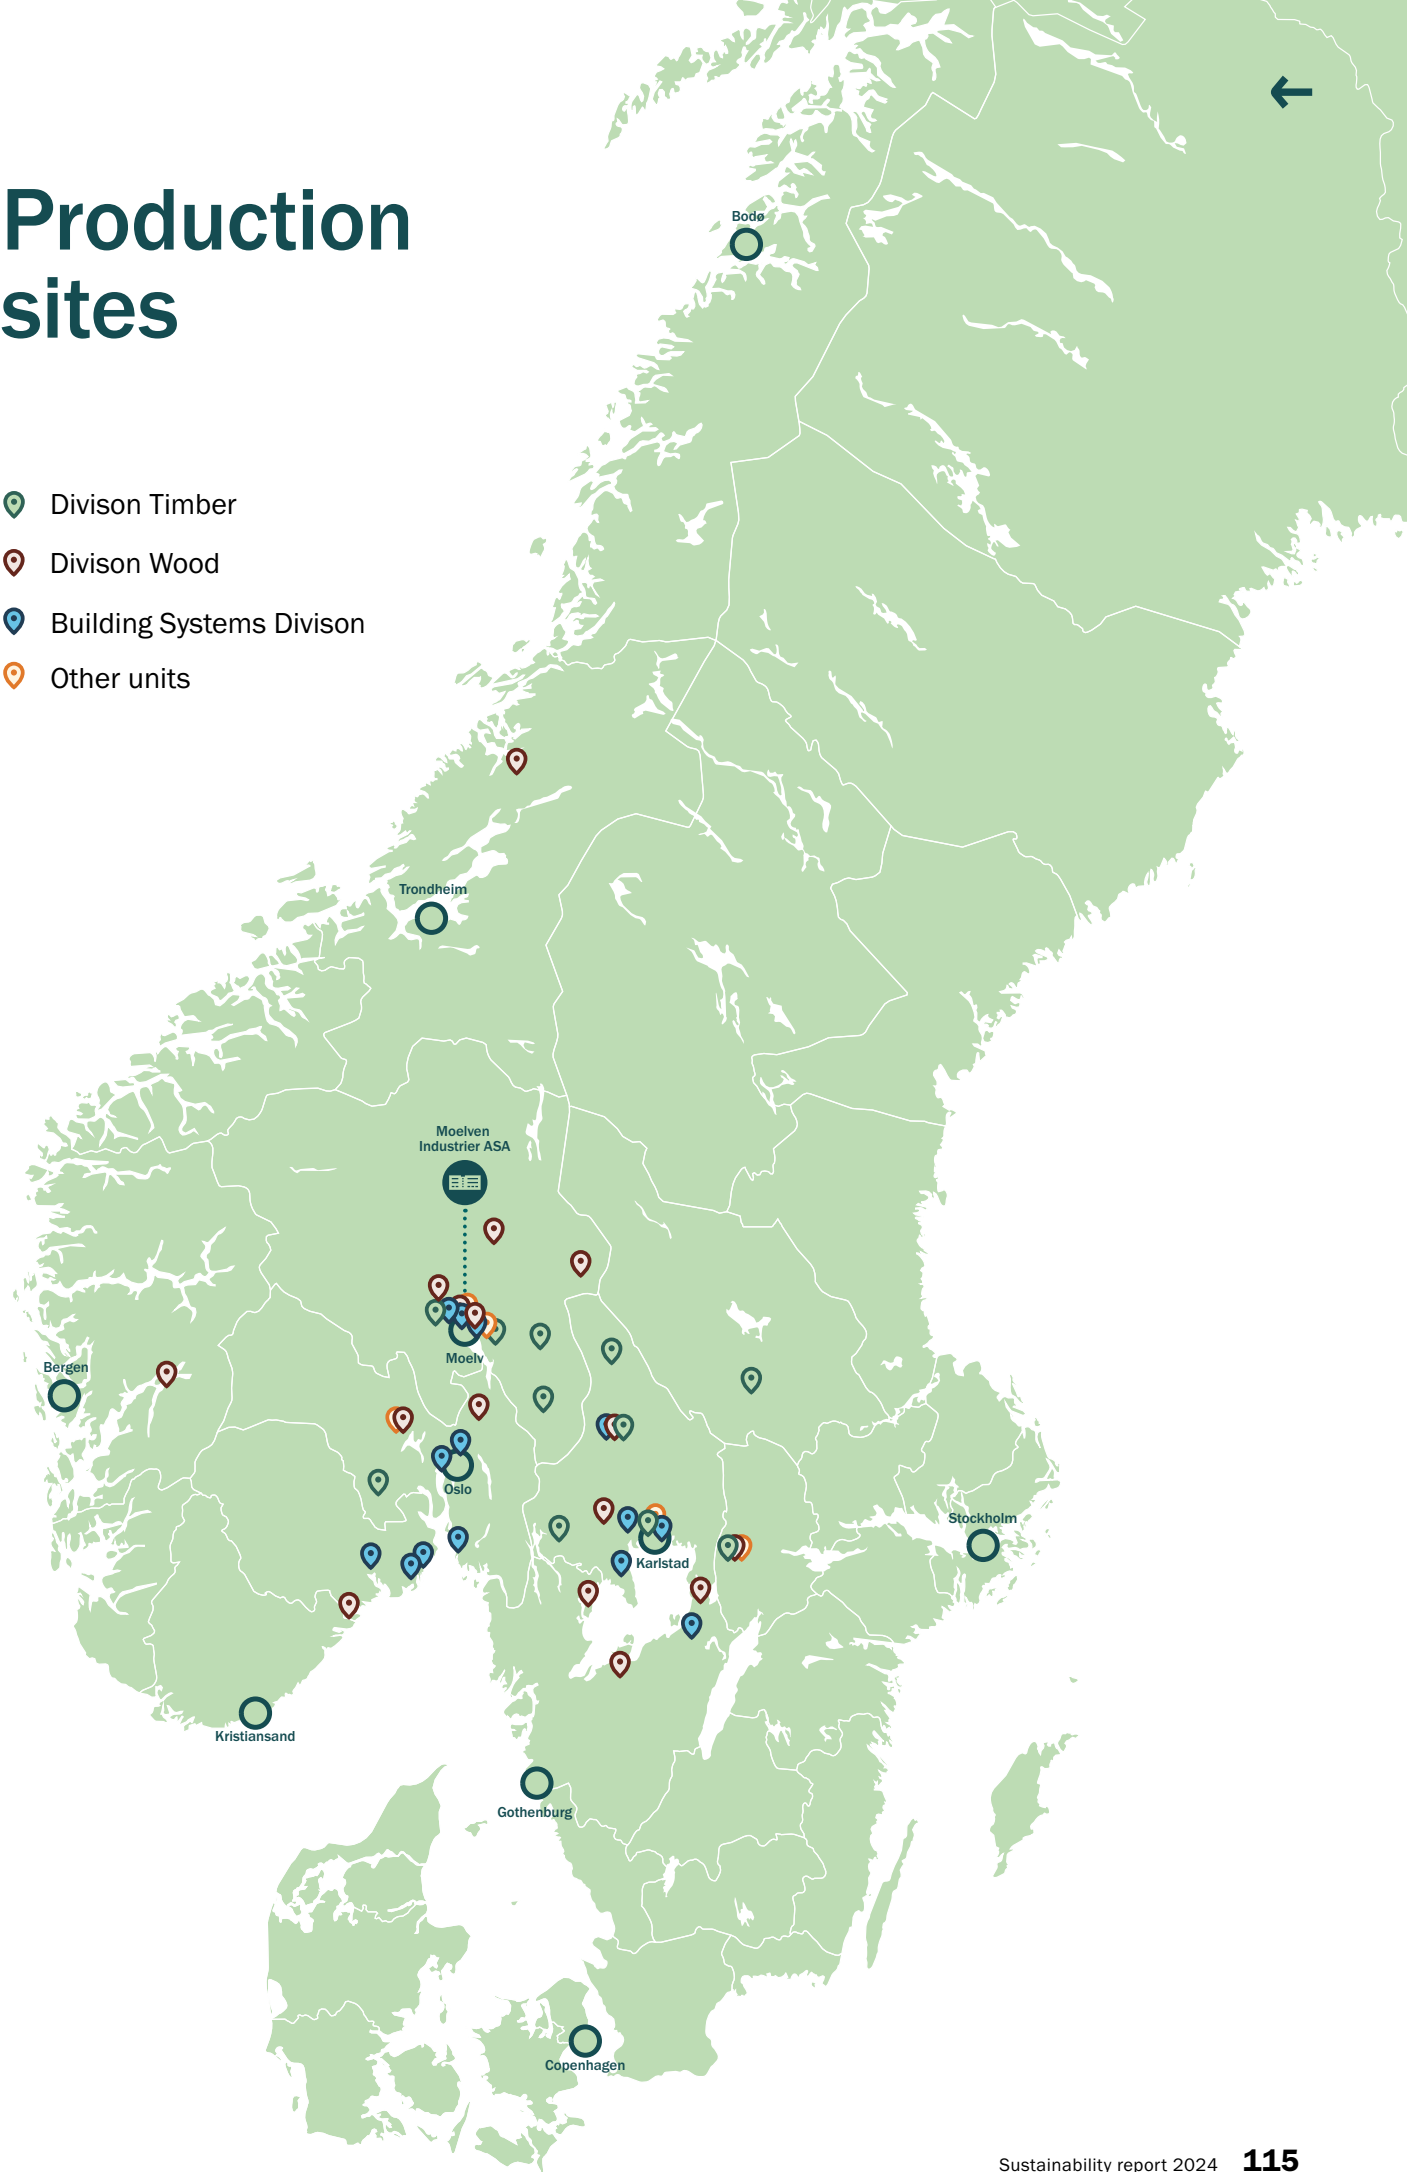 Production
sites
Divison Timber
Divison Wood
Building Systems Divison
Other units
Bodø
Trondheim
Moelven
Industrier ASA
Moelv
Bergen
Oslo
Stockholm
Karlstad
Kristiansand
Gothenburg
Copenhagen
Sustainability report 2024 115